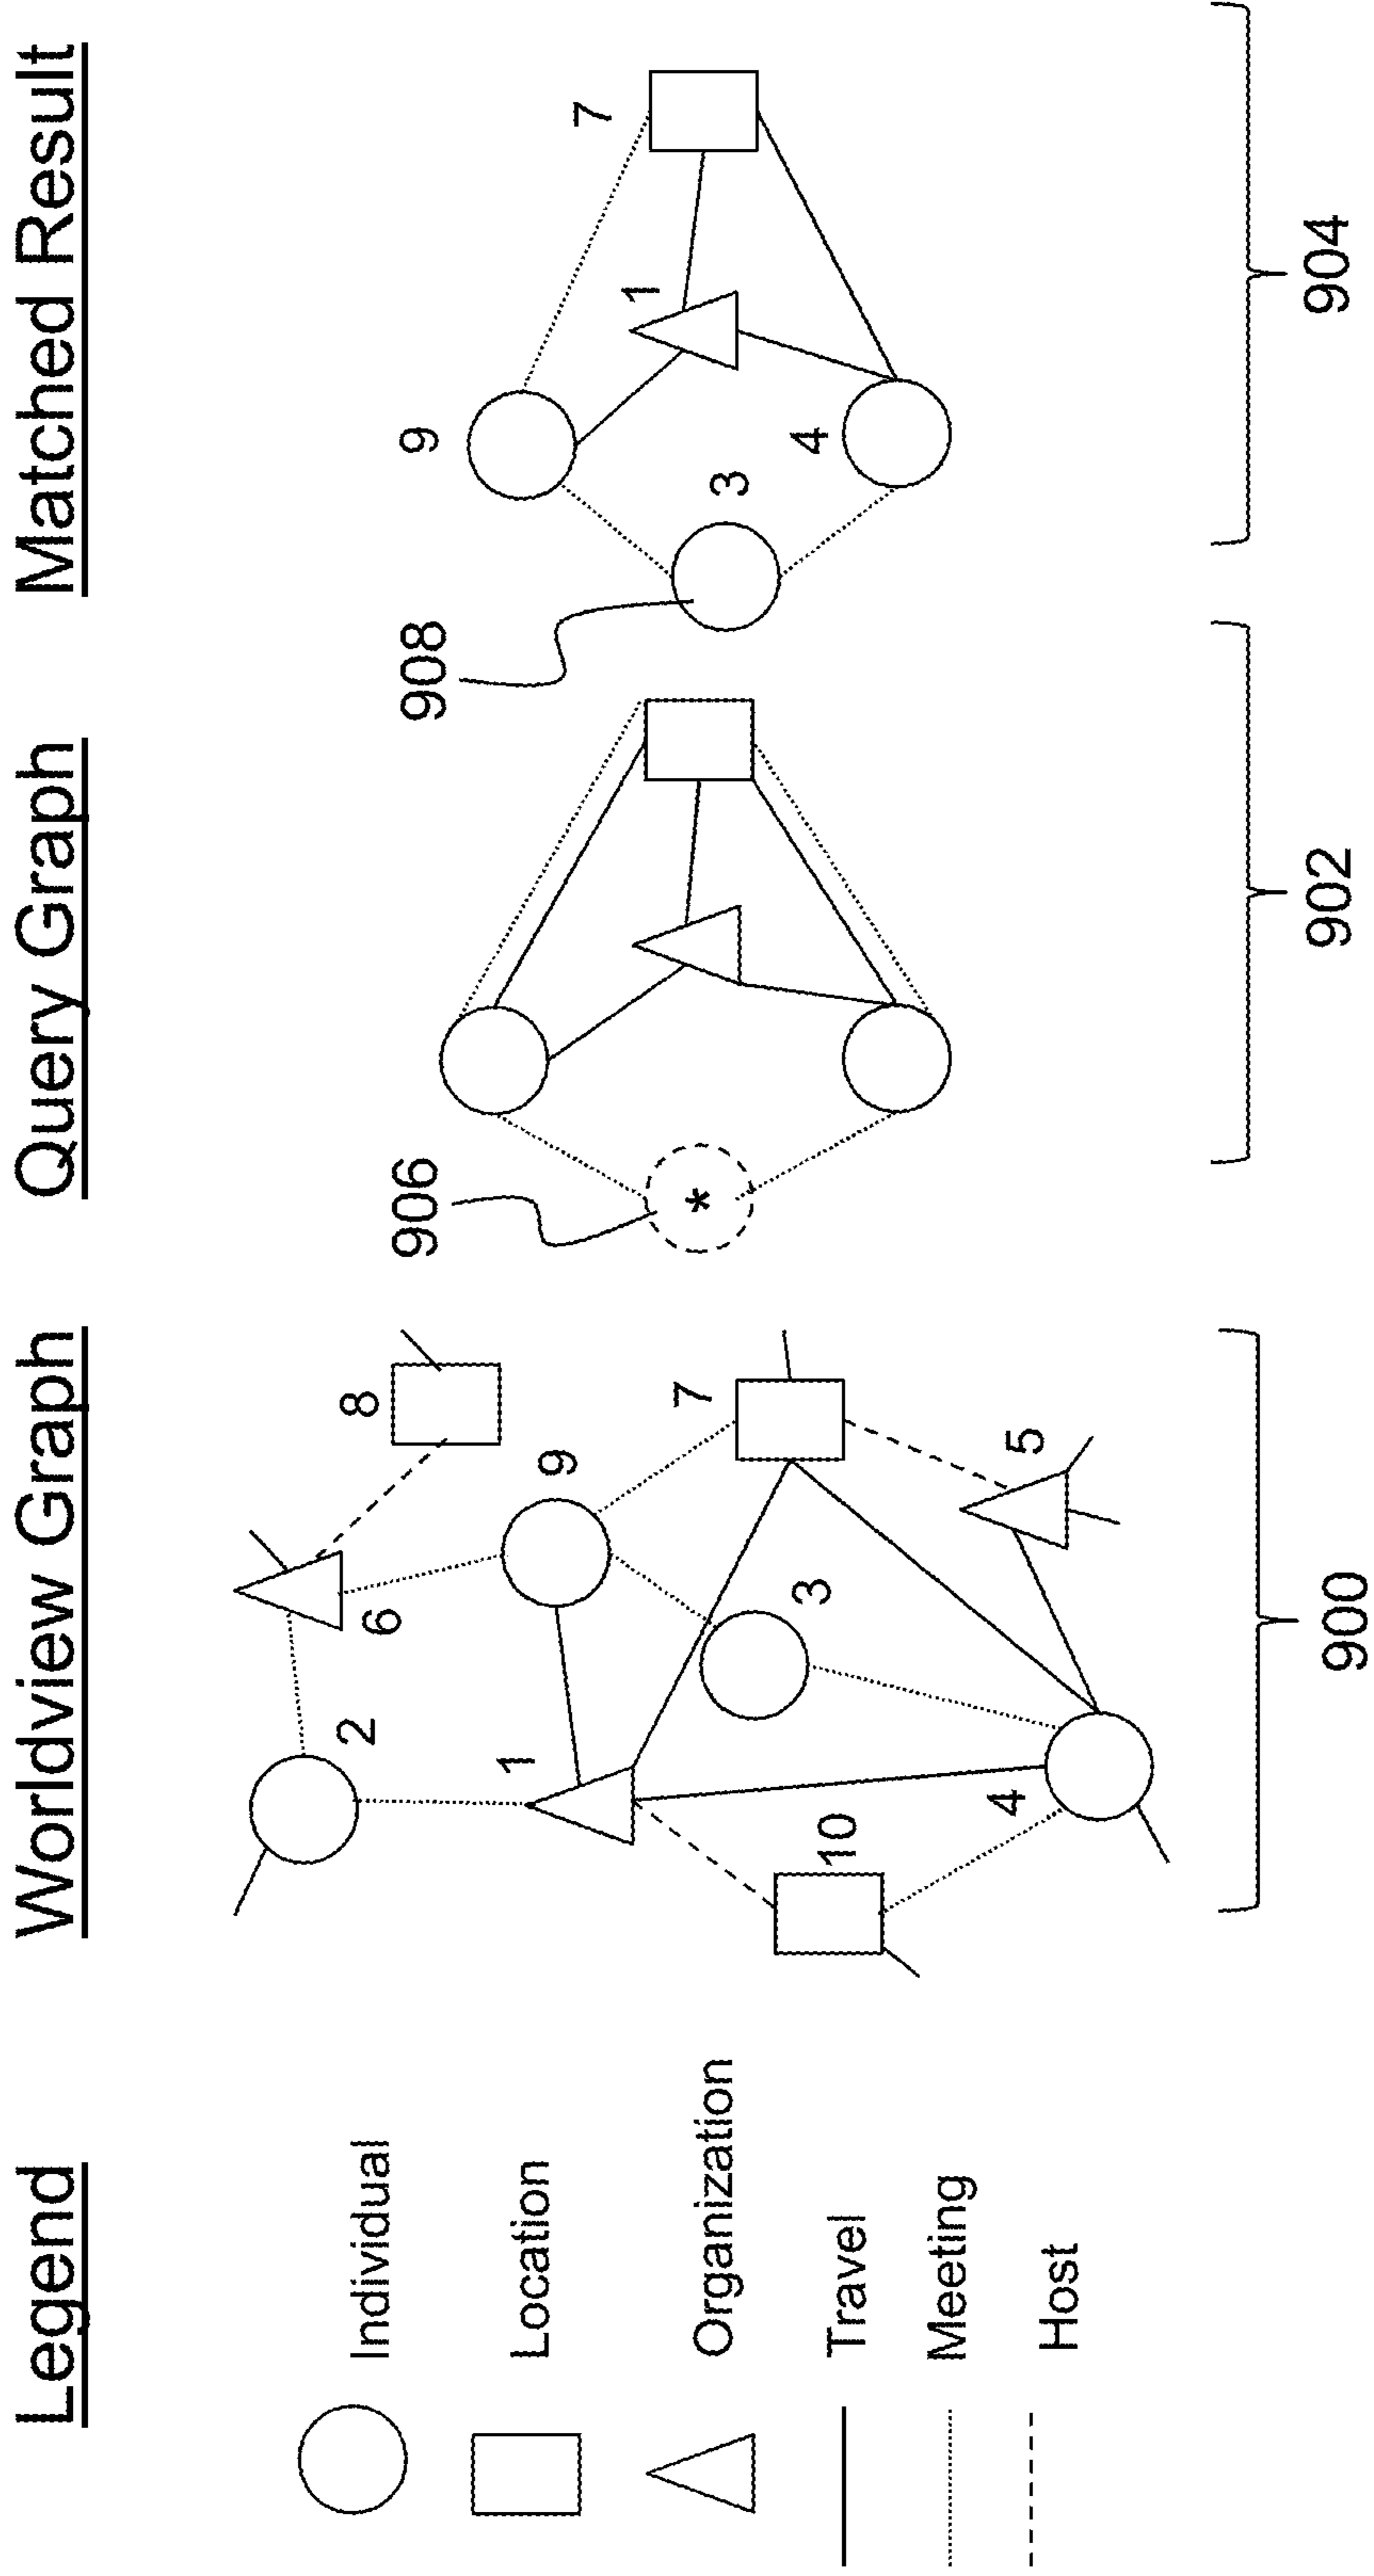 Legend
Individual
Location
Organization
Travel
Meeting
Host
Worldview Graph
2
6
8
1
9
7
10
3
4
5
900
Query Graph
906
*
902
Matched Result
908
9
3
4
1
7
904